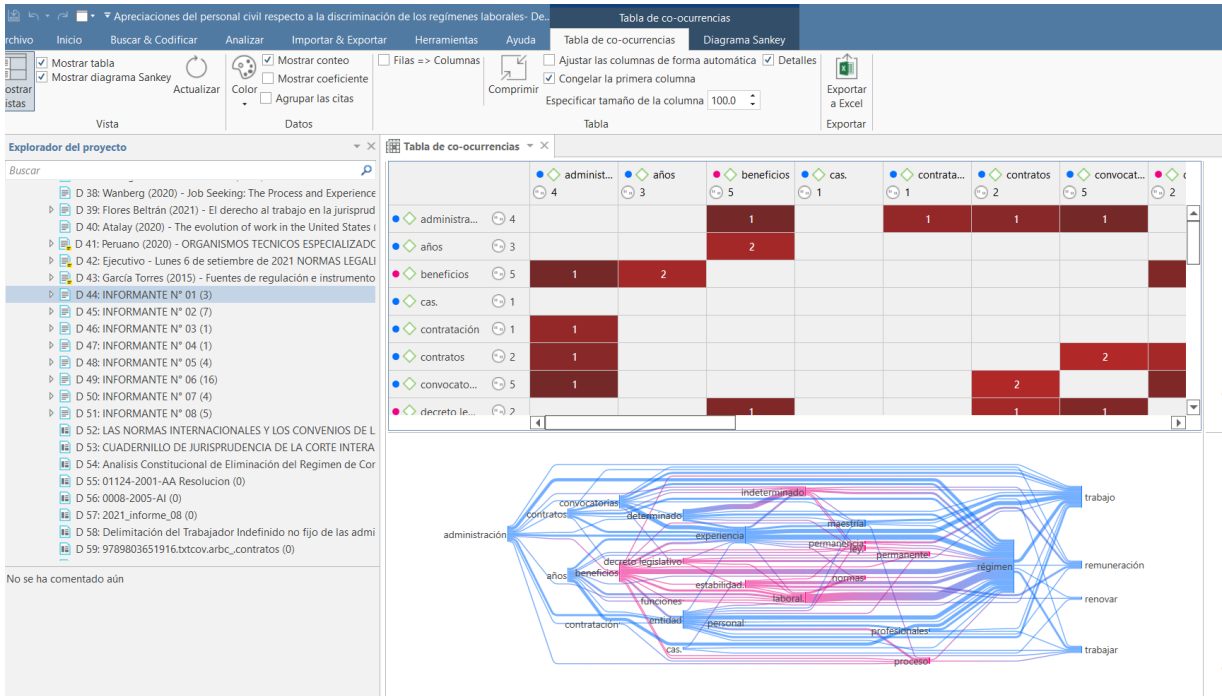 Apreciaciones del personal civil respecto a la discriminación de los regímenes laborales- De...
Tabla de co-ocurrencias
rchivo Inicio Buscar & Codificar Analizar Importar & Exportar Herramientas Ayuda Tabla de co-ocurrencias Diagrama Sankey
ostrar
istas
Mostrar tabla
Mostrar diagrama Sankey
Actualizar
Vista
Color
Mostrar conteo
Mostrar coeficiente
Agrupar las citas
Datos
Filas => Columnas
Comprimir
Ajustar las columnas de forma automática Detalles
Congelar la primera columna
Especificar tamaño de la columna 100.0
Tabla
Exportar
a Excel
Exportar
Explorador del proyecto
Buscar
D 38: Wanberg (2020) - Job Seeking: The Process and Experience
D 39: Flores Beltrán (2021) - El derecho al trabajo en la jurisprud
D 40: Atalay (2020) - The evolution of work in the United States (
D 41: Peruano (2020) - ORGANISMOS TECNICOS ESPECIALIZADO
D 42: Ejecutivo - Lunes 6 de setiembre de 2021 NORMAS LEGALI
D 43: García Torres (2015) - Fuentes de regulación e instrumento
D 44: INFORMANTE N° 01 (3)
D 45: INFORMANTE N° 02 (7)
D 46: INFORMANTE N° 03 (1)
D 47: INFORMANTE N° 04 (1)
D 48: INFORMANTE N° 05 (4)
D 49: INFORMANTE N° 06 (16)
D 50: INFORMANTE N° 07 (4)
D 51: INFORMANTE N° 08 (5)
D 52: LAS NORMAS INTERNACIONALES Y LOS CONVENIOS DE L
D 53: CUADERNILLO DE JURISPRUDENCIA DE LA CORTE INTERA
D 54: Analisis Constitucional de Eliminación del Regimen de Cor
D 55: 01124-2001-AA Resolucion (0)
D 56: 0008-2005-AI (0)
D 57: 2021_informe_08 (0)
D 58: Delimitación del Trabajador Indefinido no fijo de las admi
D 59: 9789803651916.txtcov.arbc_.contratos (0)
No se ha comentado aún
Tabla de co-ocurrencias
administ... años beneficios cas. contrata... contratos convocat... c
4 3 5 1 1 2 5 2
administra... 4 1 1 1 1
años 3 2
beneficios 5 1 2
cas. 1
contratación 1 1
contratos 2 1 2
convocato... 5 1 2
decreto le... 2 1 1 1
administración
convocatorias
contratos
años
beneficios
contratación
determinado
decreto legislativo
funciones
entidad
cas.
indeterminado
experiencia
estabilidad.
personal
laboral.
maestría
permanencia
ley
normas
permanente
profesionales
proceso
régimen
trabajo
remuneración
renovar
trabajar